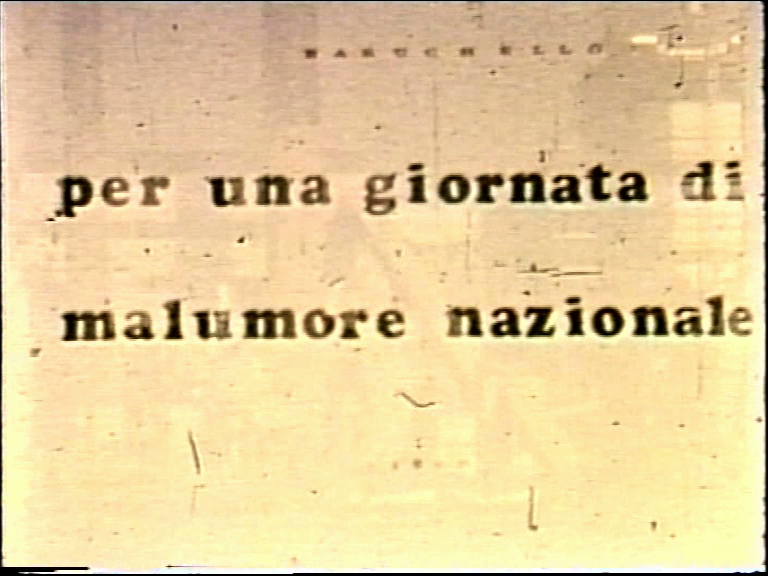 BARUCHELLO
per una giornata di
malumore nazionale